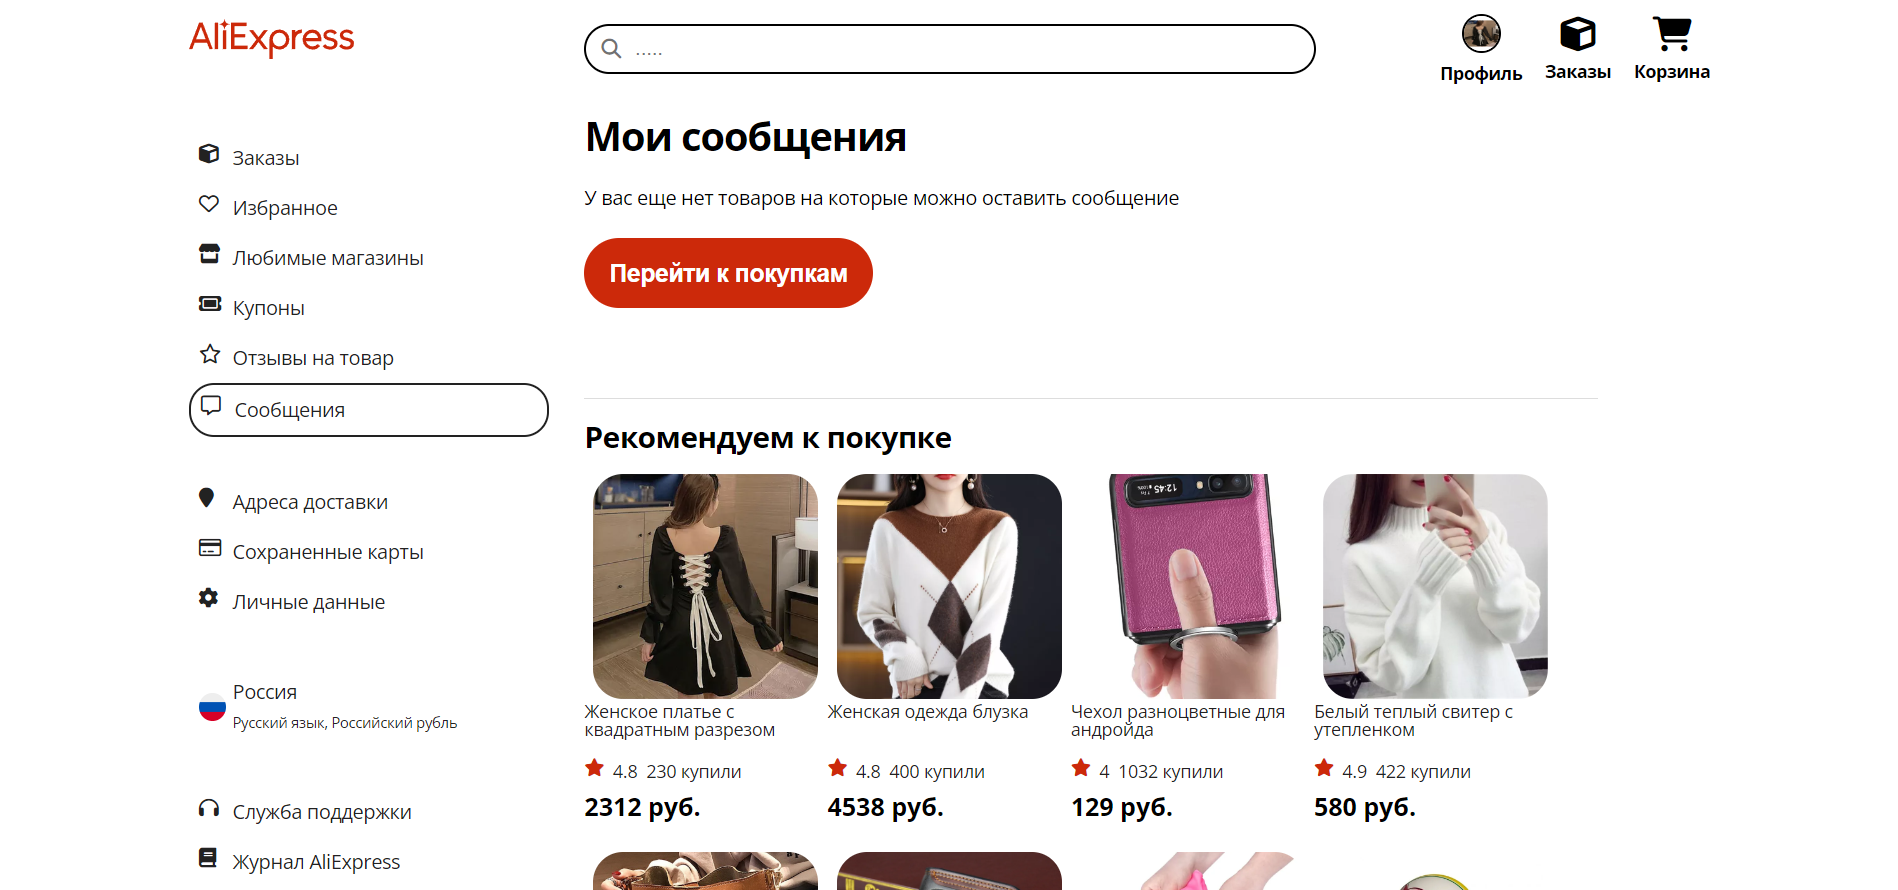 AliExpress
.....
Профиль
Заказы
Корзина
Заказы
Избранное
Любимые магазины
Купоны
Отзывы на товар
Сообщения
Адреса доставки
Сохраненные карты
Личные данные
Россия
Русский язык, Российский рубль
Служба поддержки
Журнал AliExpress
Мои сообщения
У вас еще нет товаров на которые можно оставить сообщение
Перейти к покупкам
Рекомендуем к покупке
12:45
Женское платье с
квадратным разрезом
4.8 230 купили
2312 руб.
Женская одежда блузка
4.8 400 купили
4538 руб.
Чехол разноцветные для
андройда
4 1032 купили
129 руб.
Белый теплый свитер с
утепленком
4.9 422 купили
580 руб.